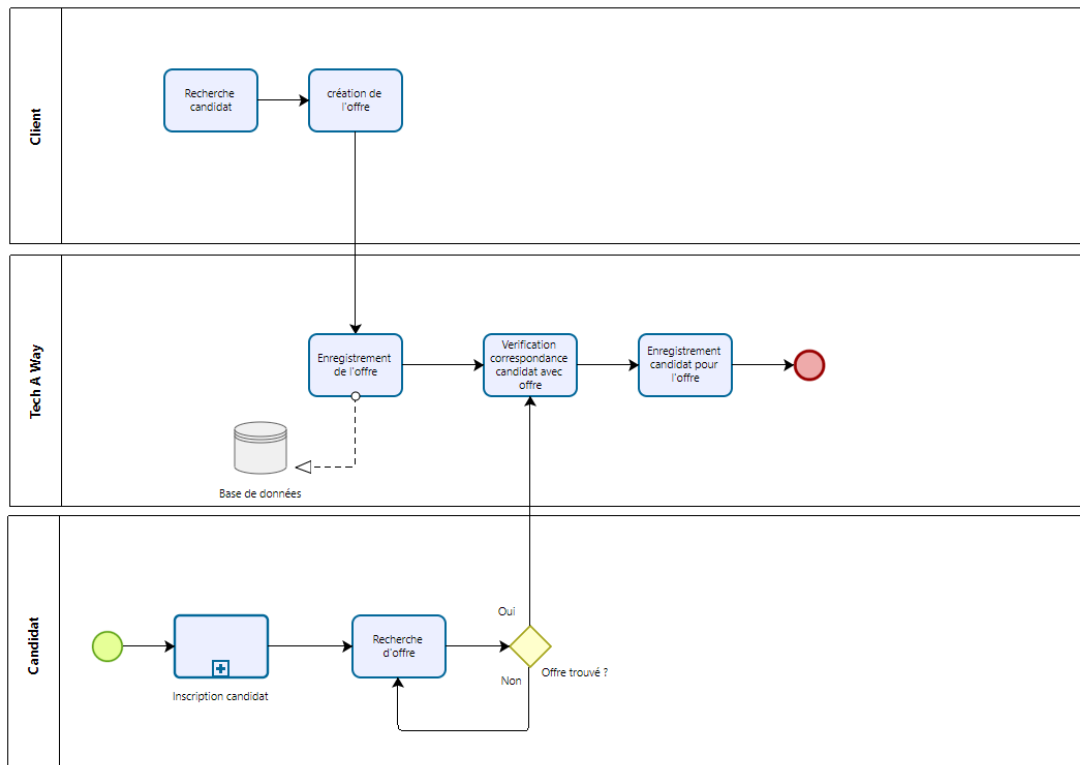 Client
Recherche
candidat
création de
l'offre
Tech A Way
Enregistrement
de l'offre
Verification
correspondance
candidat avec
offre
Enregistrement
candidat pour
l'offre
Base de données
Candidat
Inscription candidat
Recherche
d'offre
Oui
Non
Offre trouvé ?